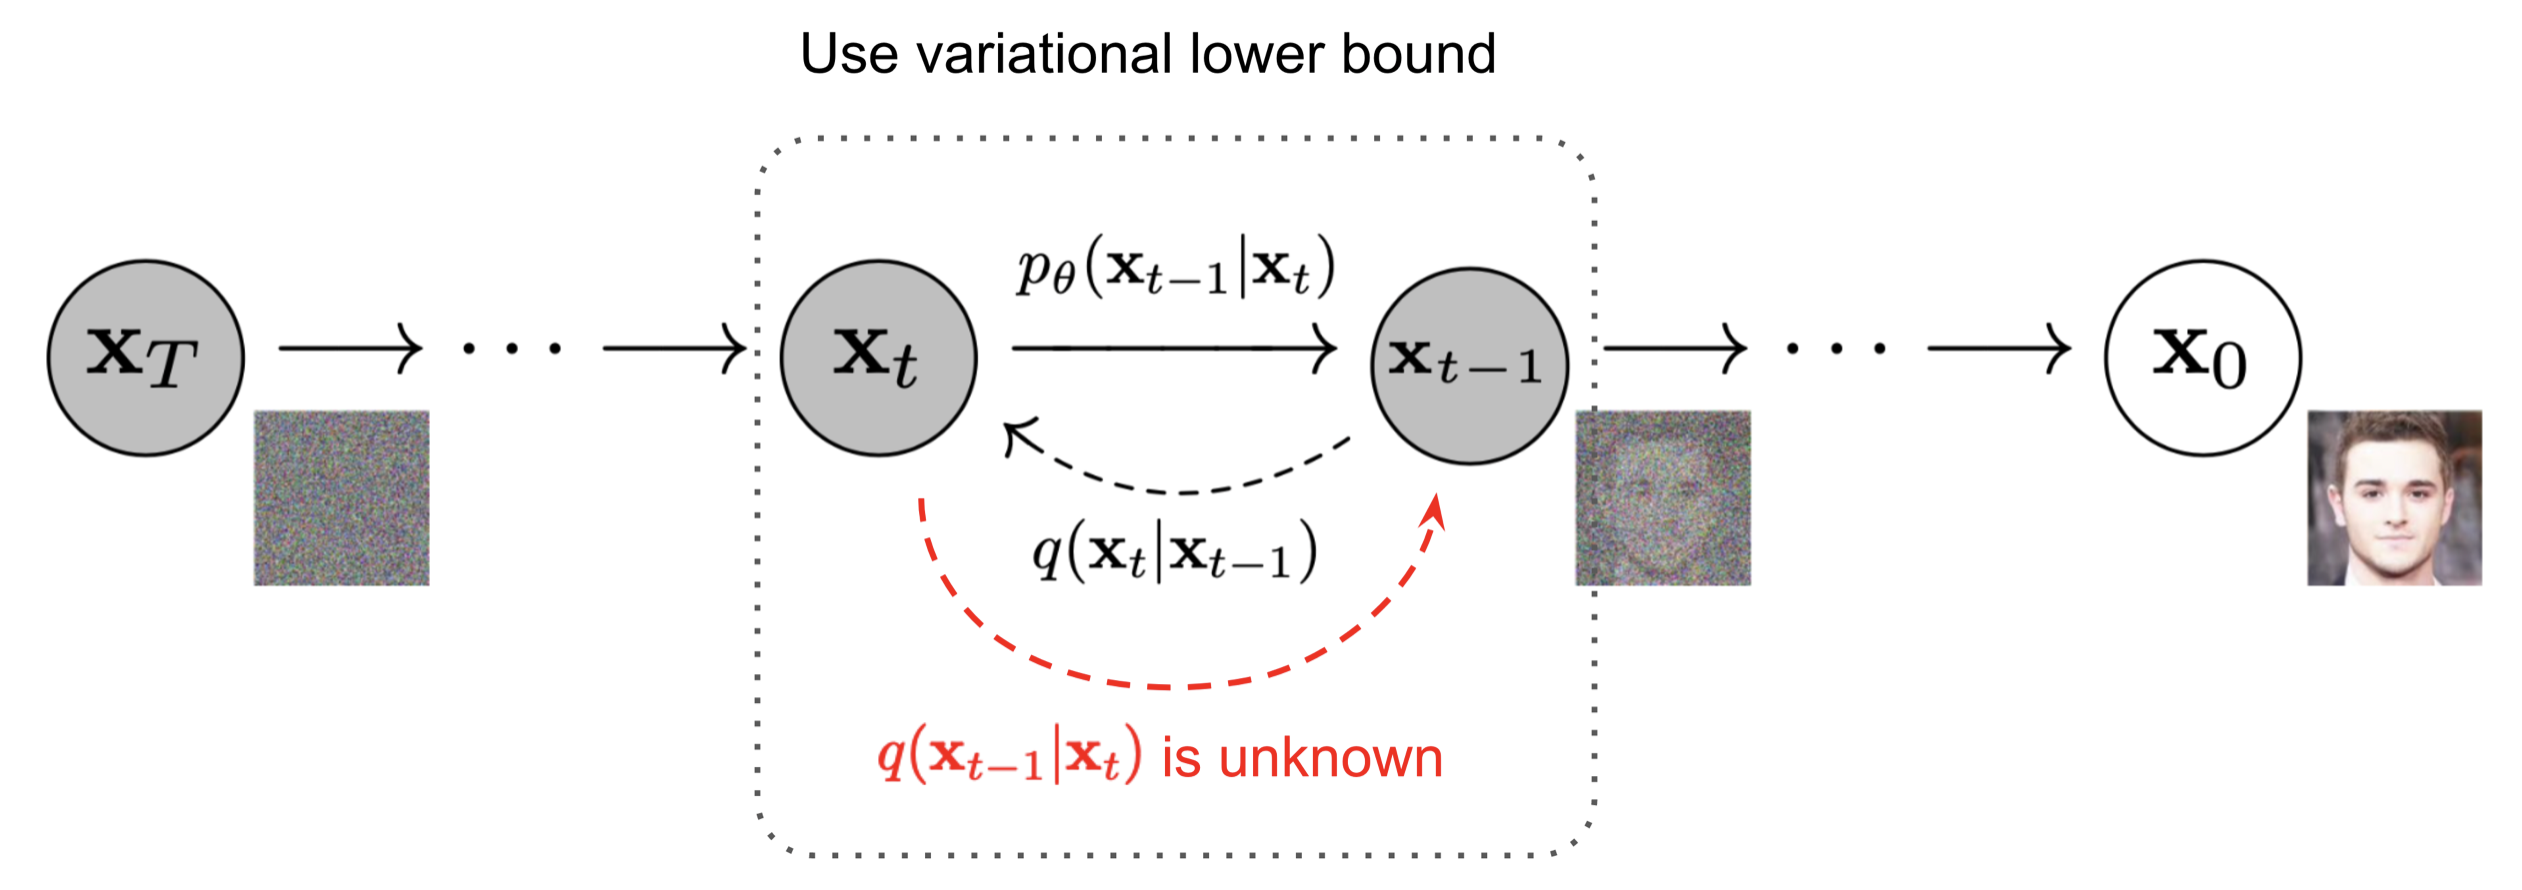 Use variational lower bound
p_θ(x_{t−1}|x_t)
x_T → · · · → x_t → x_{t−1} → · · · → x_0
q(x_t|x_{t−1})
q(x_{t−1}|x_t) is unknown